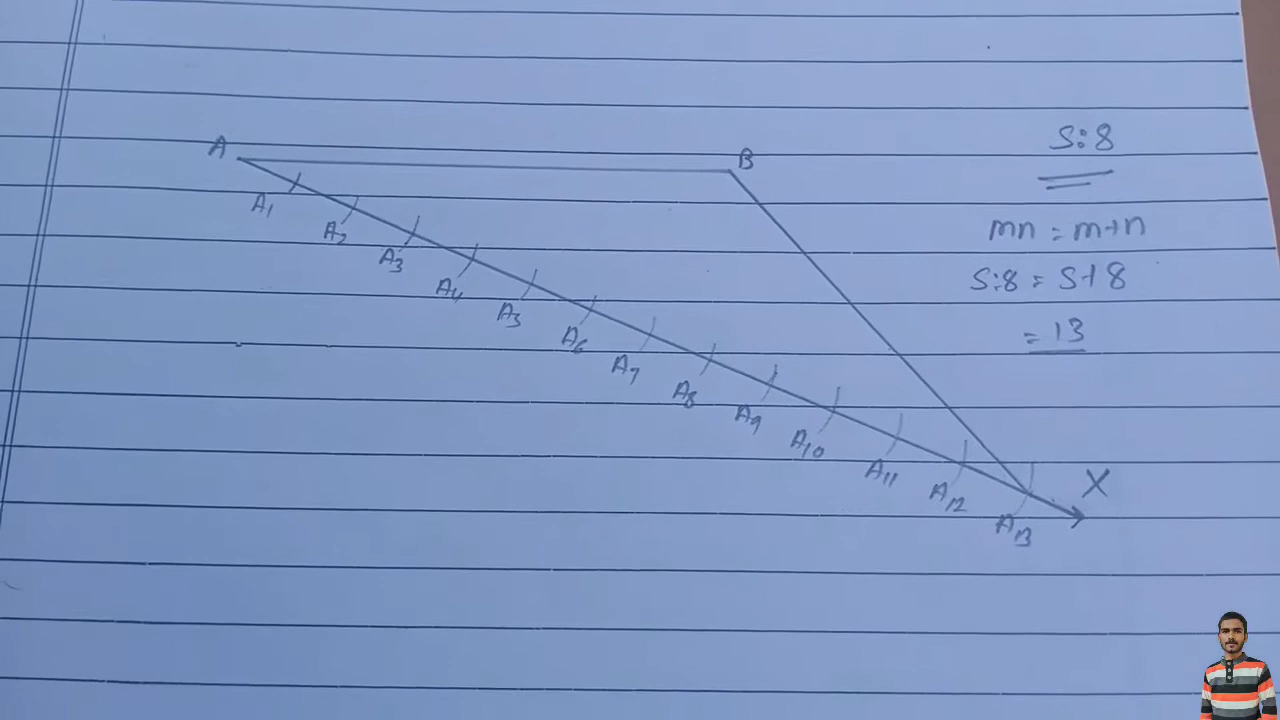 A
B
5:8
A1
A2
mn = m+n
A3
5:8 = 5+8
A4
A5
= 13
A6
A7
A8
A9
A10
A11
X
A12
A13